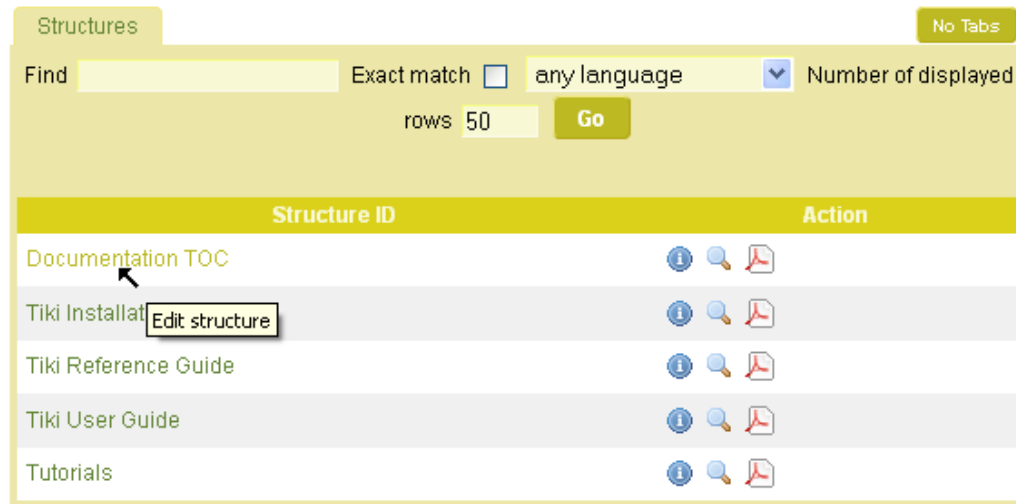 Structures
No Tabs
Find Exact match any language Number of displayed
rows 50 Go
Structure ID Action
Documentation TOC
Tiki Installat
Edit structure
Tiki Reference Guide
Tiki User Guide
Tutorials